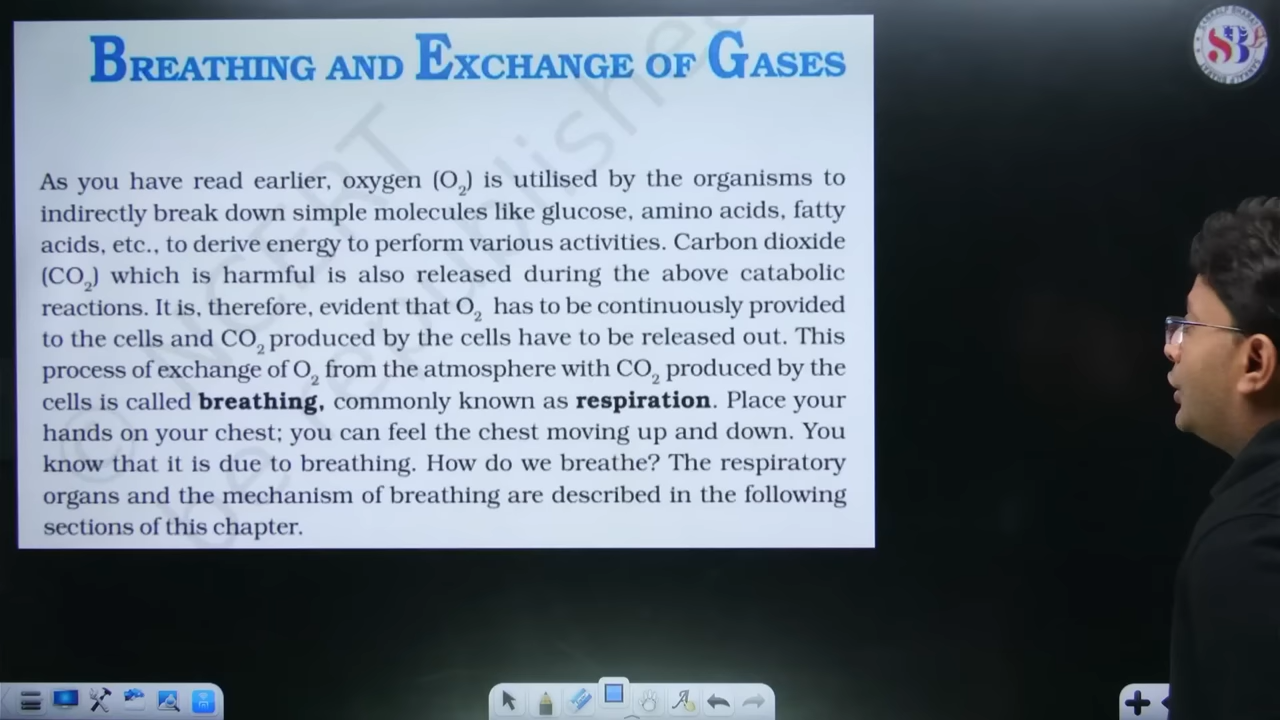 BREATHING AND EXCHANGE OF GASES
As you have read earlier, oxygen (O₂) is utilised by the organisms to
indirectly break down simple molecules like glucose, amino acids, fatty
acids, etc., to derive energy to perform various activities. Carbon dioxide
(CO₂) which is harmful is also released during the above catabolic
reactions. It is, therefore, evident that O₂ has to be continuously provided
to the cells and CO₂ produced by the cells have to be released out. This
process of exchange of O₂ from the atmosphere with CO₂ produced by the
cells is called breathing, commonly known as respiration. Place your
hands on your chest; you can feel the chest moving up and down. You
know that it is due to breathing. How do we breathe? The respiratory
organs and the mechanism of breathing are described in the following
sections of this chapter.
© NCERT
be republished
SB